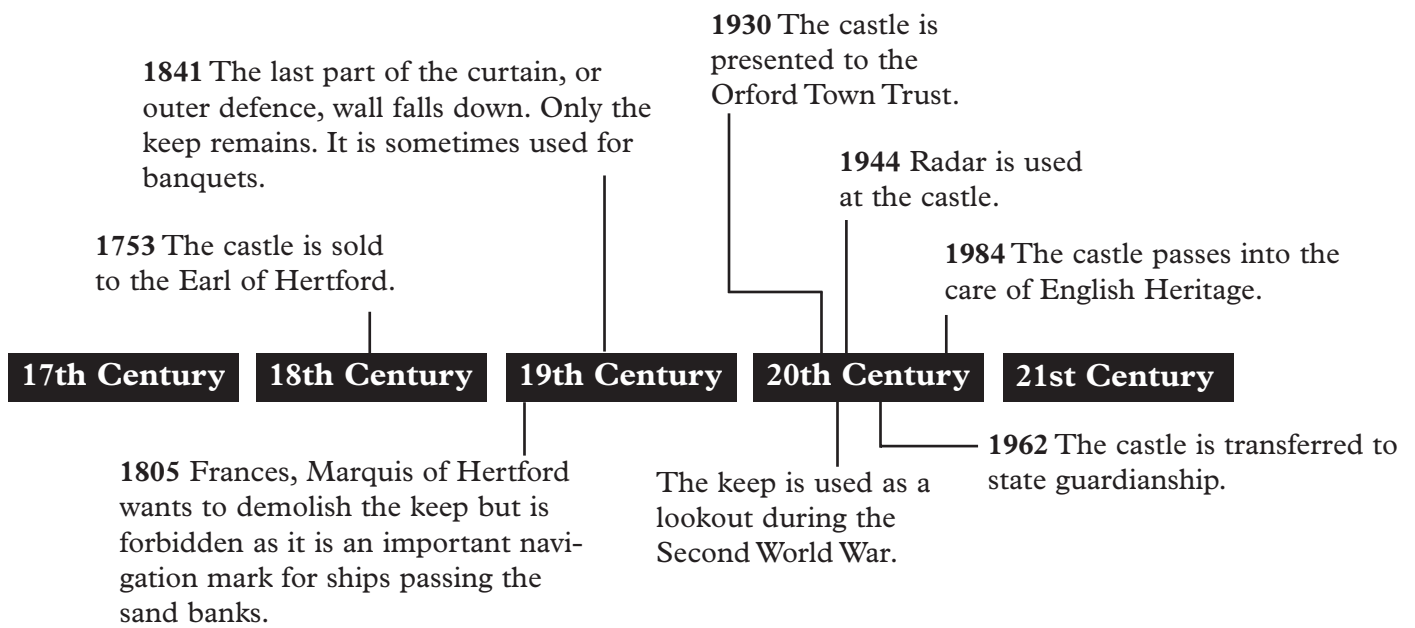 1930 The castle is
presented to the
Orford Town Trust.
1841 The last part of the curtain, or
outer defence, wall falls down. Only the
keep remains. It is sometimes used for
banquets.
1944 Radar is used
at the castle.
1753 The castle is sold
to the Earl of Hertford.
1984 The castle passes into the
care of English Heritage.
17th Century
18th Century
19th Century
20th Century
21st Century
1805 Frances, Marquis of Hertford
wants to demolish the keep but is
forbidden as it is an important navi-
gation mark for ships passing the
sand banks.
The keep is used as a
lookout during the
Second World War.
1962 The castle is transferred to
state guardianship.